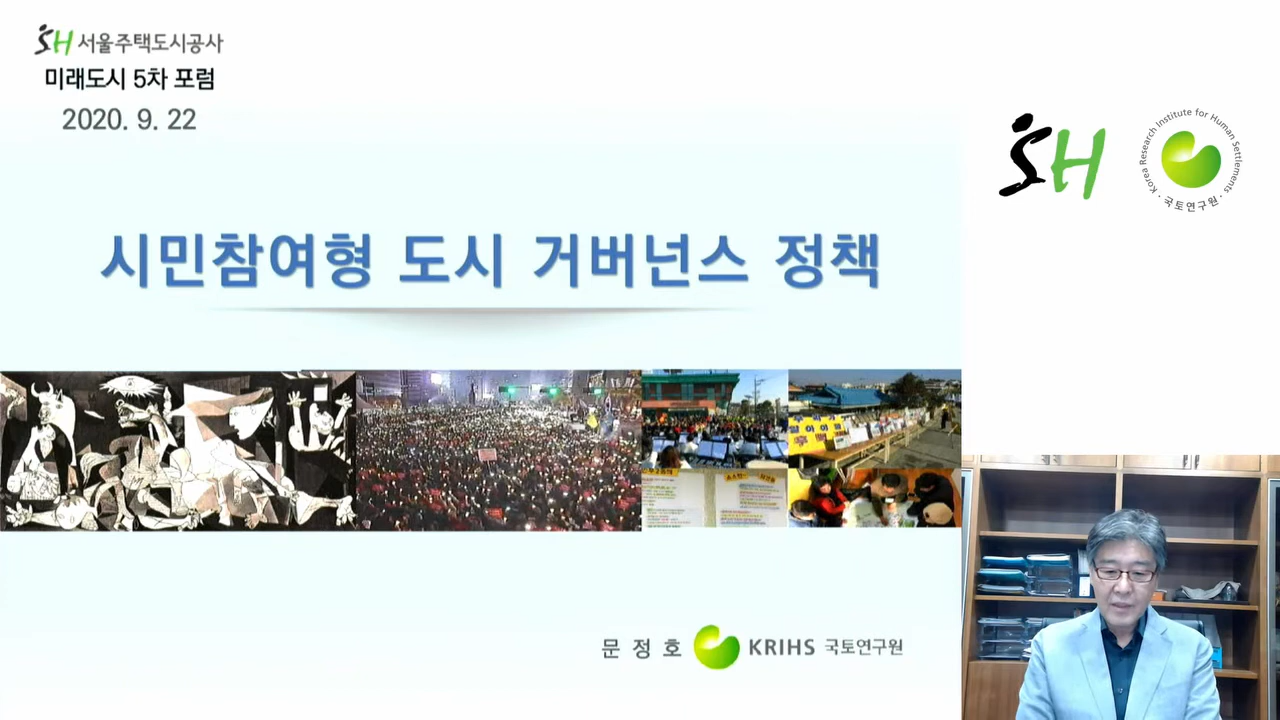 SH 서울주택도시공사
미래도시 5차 포럼
2020. 9. 22
SH
Korea Research Institute for Human Settlements
국토연구원
시민참여형 도시 거버넌스 정책
문정호 KRIHS 국토연구원